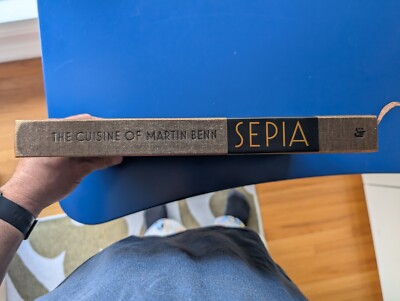 THE CUISINE OF MARTIN BENN SEPIA